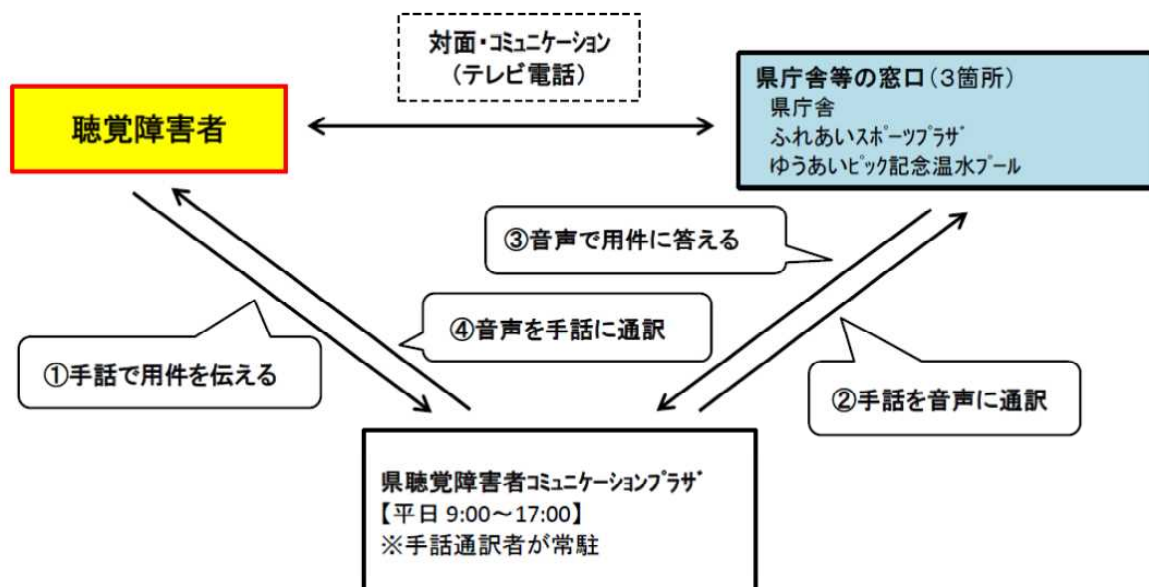 対面・ｺﾐｭﾆｹｰｼｮﾝ
（テレビ電話）
聴覚障害者
県庁舎等の窓口（３箇所）
県庁舎
ふれあいｽﾎﾟｰﾂﾌﾟﾗｻﾞ
ゆうあいﾋﾟｯｸ記念温水ﾌﾟｰﾙ
③音声で用件に答える
④音声を手話に通訳
①手話で用件を伝える
②手話を音声に通訳
県聴覚障害者ｺﾐｭﾆｹｰｼｮﾝﾌﾟﾗｻﾞ
【平日 9:00～17:00】
※手話通訳者が常駐